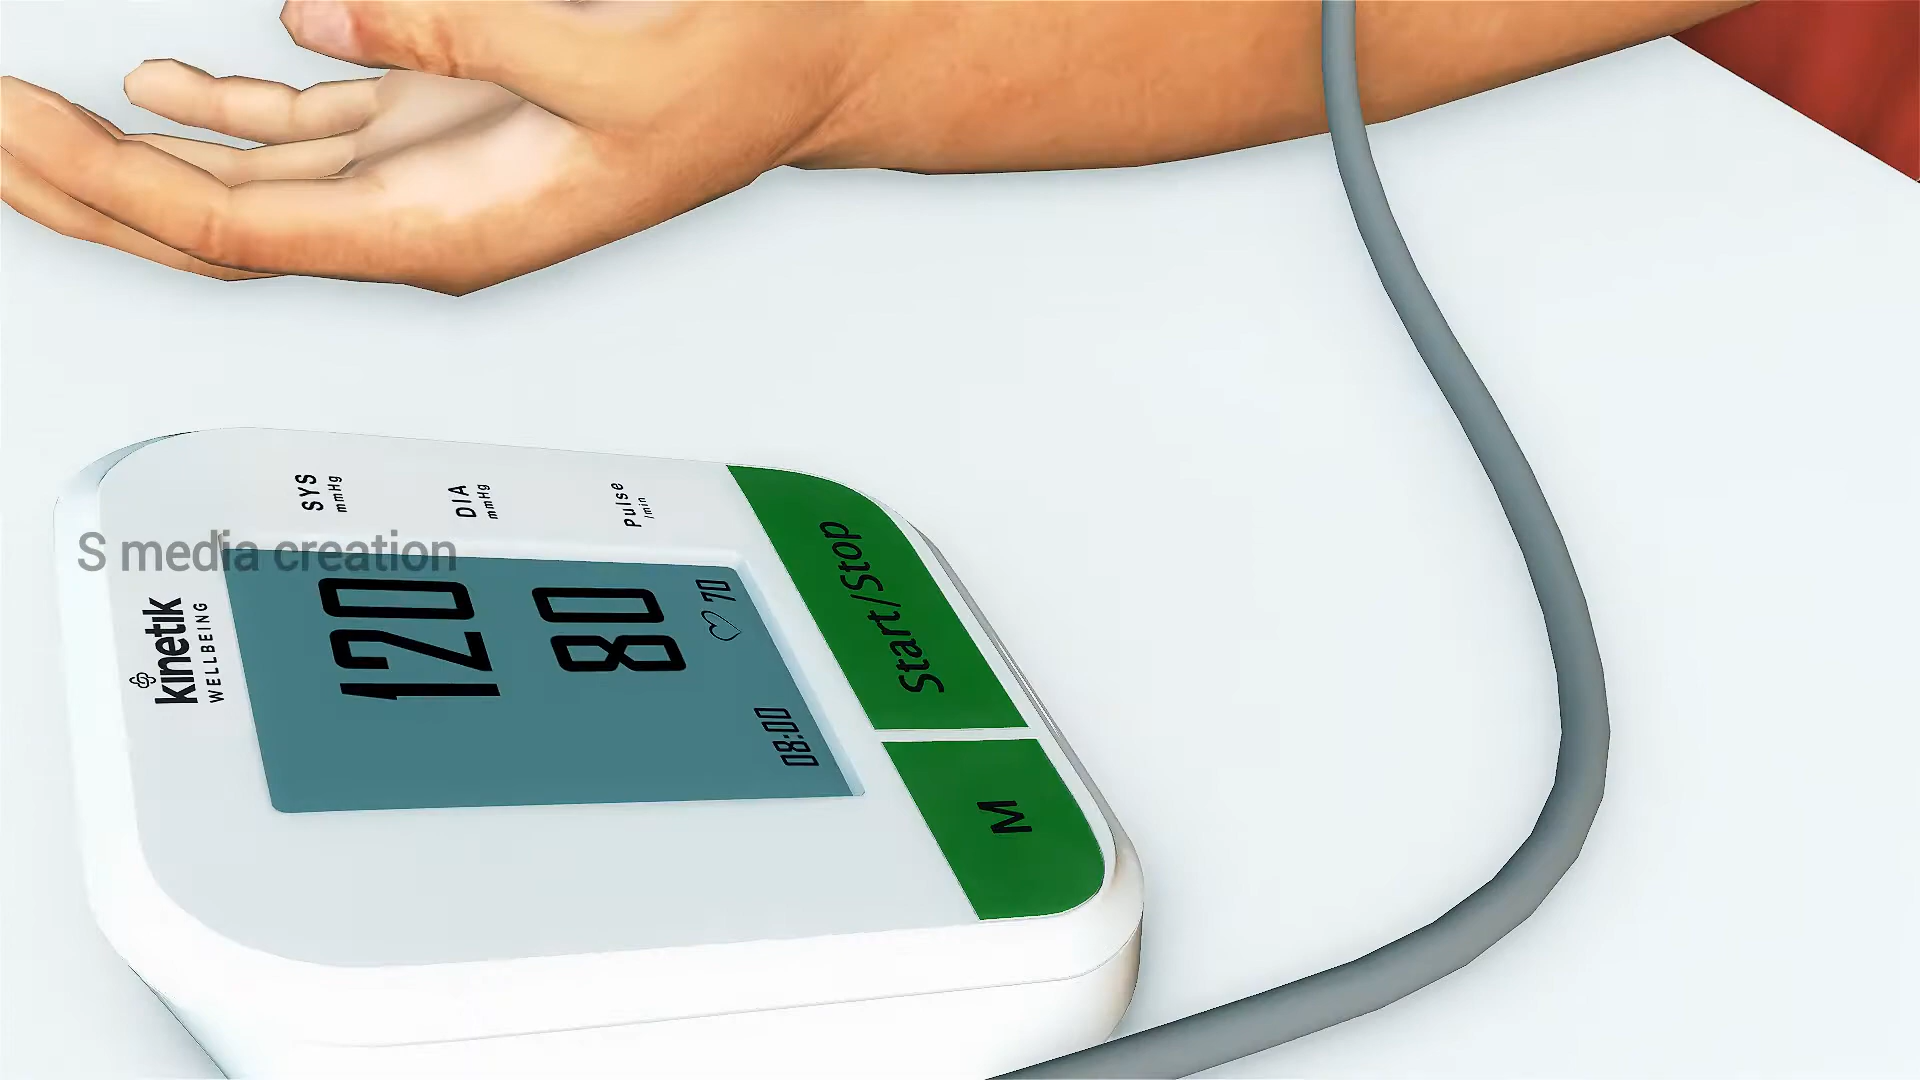 SYS
mmHg
DIA
mmHg
Pulse
/min
S media creation
kinetik
WELLBEING
120
80
70
08:00
Start/Stop
M